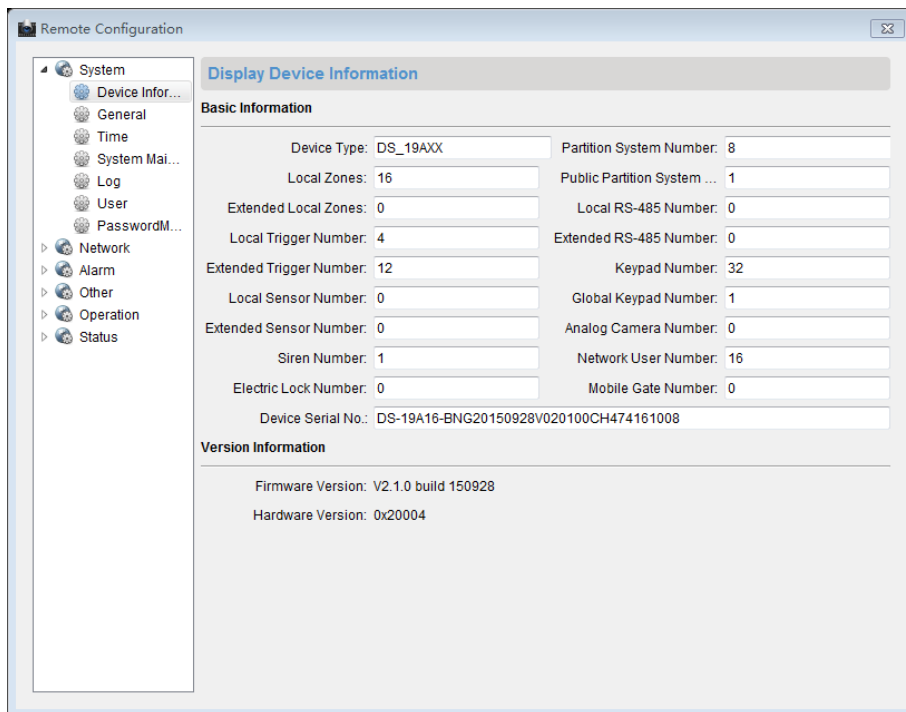 Remote Configuration
System
Device Infor...
General
Time
System Mai...
Log
User
PasswordM...
Network
Alarm
Other
Operation
Status
Display Device Information
Basic Information
Device Type: DS_19AXX Partition System Number: 8
Local Zones: 16 Public Partition System ... 1
Extended Local Zones: 0 Local RS-485 Number: 0
Local Trigger Number: 4 Extended RS-485 Number: 0
Extended Trigger Number: 12 Keypad Number: 32
Local Sensor Number: 0 Global Keypad Number: 1
Extended Sensor Number: 0 Analog Camera Number: 0
Siren Number: 1 Network User Number: 16
Electric Lock Number: 0 Mobile Gate Number: 0
Device Serial No.: DS-19A16-BNG20150928V020100CH474161008
Version Information
Firmware Version: V2.1.0 build 150928
Hardware Version: 0x20004